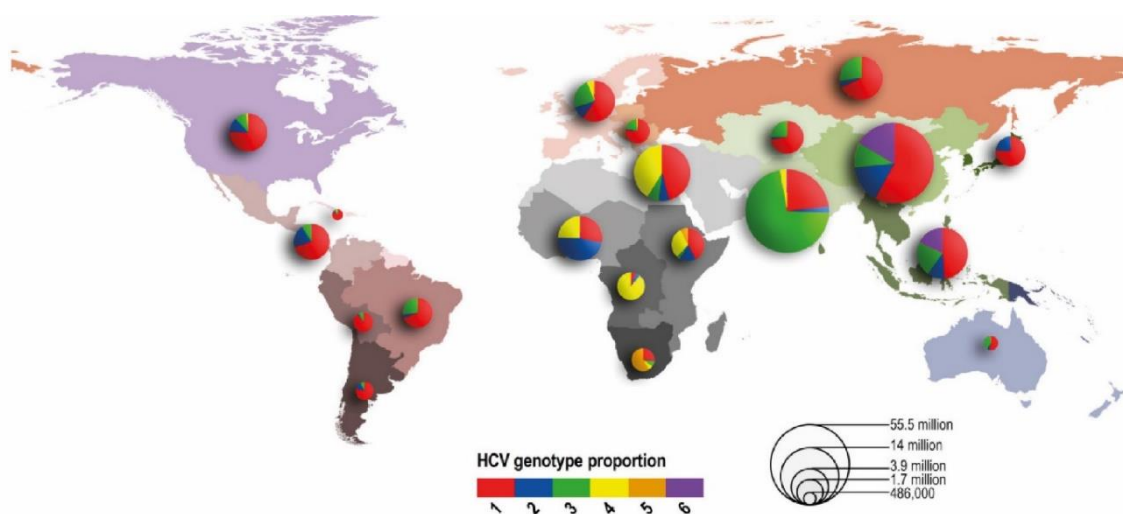 HCV genotype proportion
1 2 3 4 5 6
55.5 million
14 million
3.9 million
1.7 million
486,000